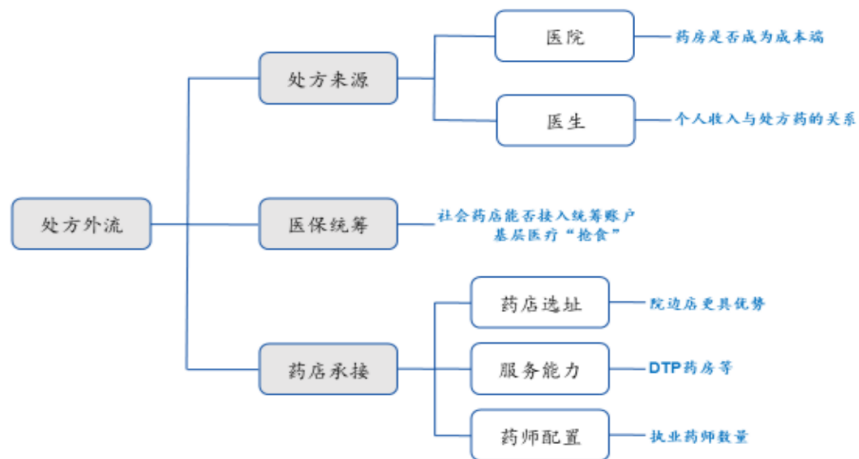 处方外流
处方来源
医院
药房是否成为成本端
医生
个人收入与处方药的关系
医保统筹
社会药店能否接入统筹账户
基层医疗“抢食”
药店承接
药店选址
院边店更具优势
服务能力
DTP药房等
药师配置
执业药师数量